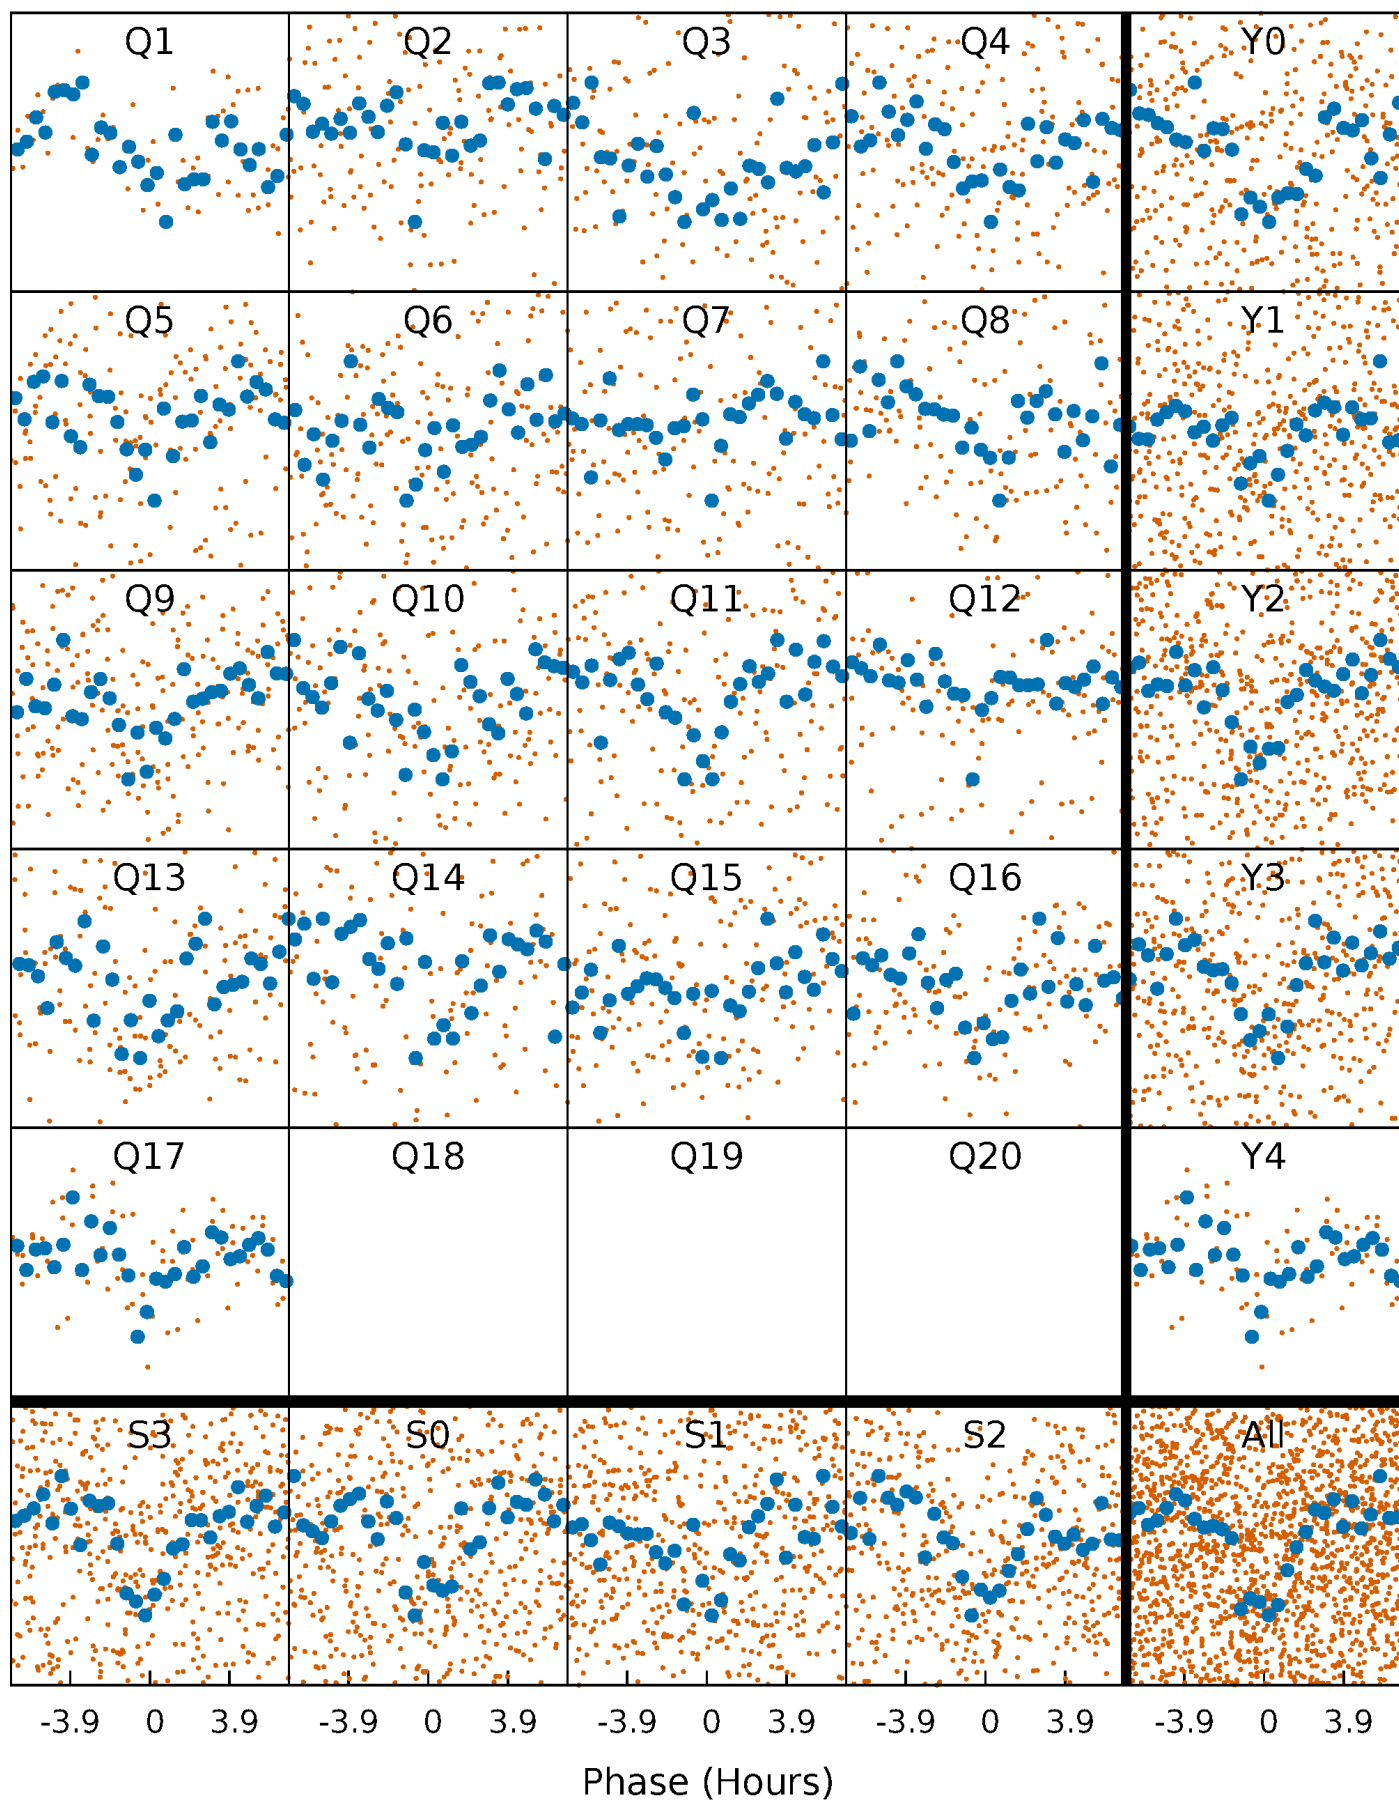 Q1 Q2 Q3 Q4 Y0
Q5 Q6 Q7 Q8 Y1
Q9 Q10 Q11 Q12 Y2
Q13 Q14 Q15 Q16 Y3
Q17 Q18 Q19 Q20 Y4
S3 S0 S1 S2 All
-3.9 0 3.9 -3.9 0 3.9 -3.9 0 3.9 -3.9 0 3.9 -3.9 0 3.9
Phase (Hours)